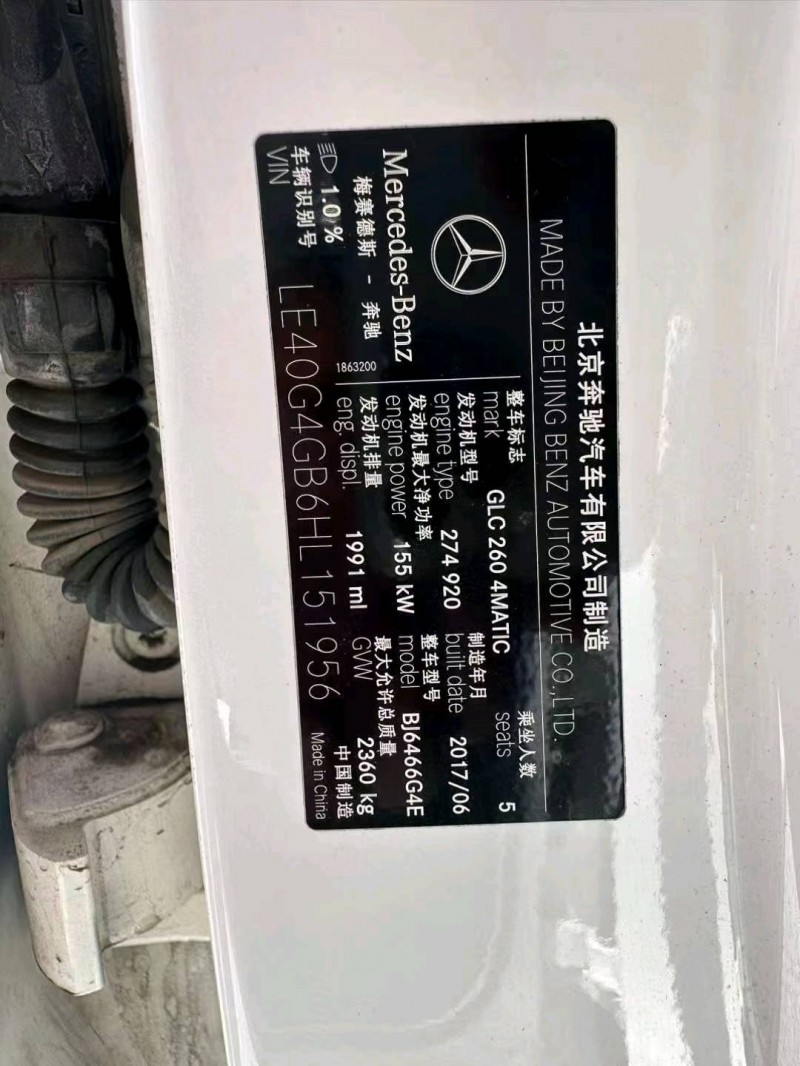 北京奔驰汽车有限公司制造
MADE BY BEIJING BENZ AUTOMOTIVE CO.,LTD.
Mercedes-Benz
梅赛德斯 - 奔驰
1.0 %
1863200
整车标志
mark
GLC 260 4MATIC
乘坐人数
seats
5
发动机型号
engine type
274 920
制造年月
built date
2017/06
发动机最大净功率
engine power
155 kW
整车型号
model
BJ6466G4E
发动机排量
eng. displ.
1991 ml
最大允许总质量
GVW
2360 kg
车辆识别号
VIN
LE40G4GB6HL151956
中国制造
Made in China